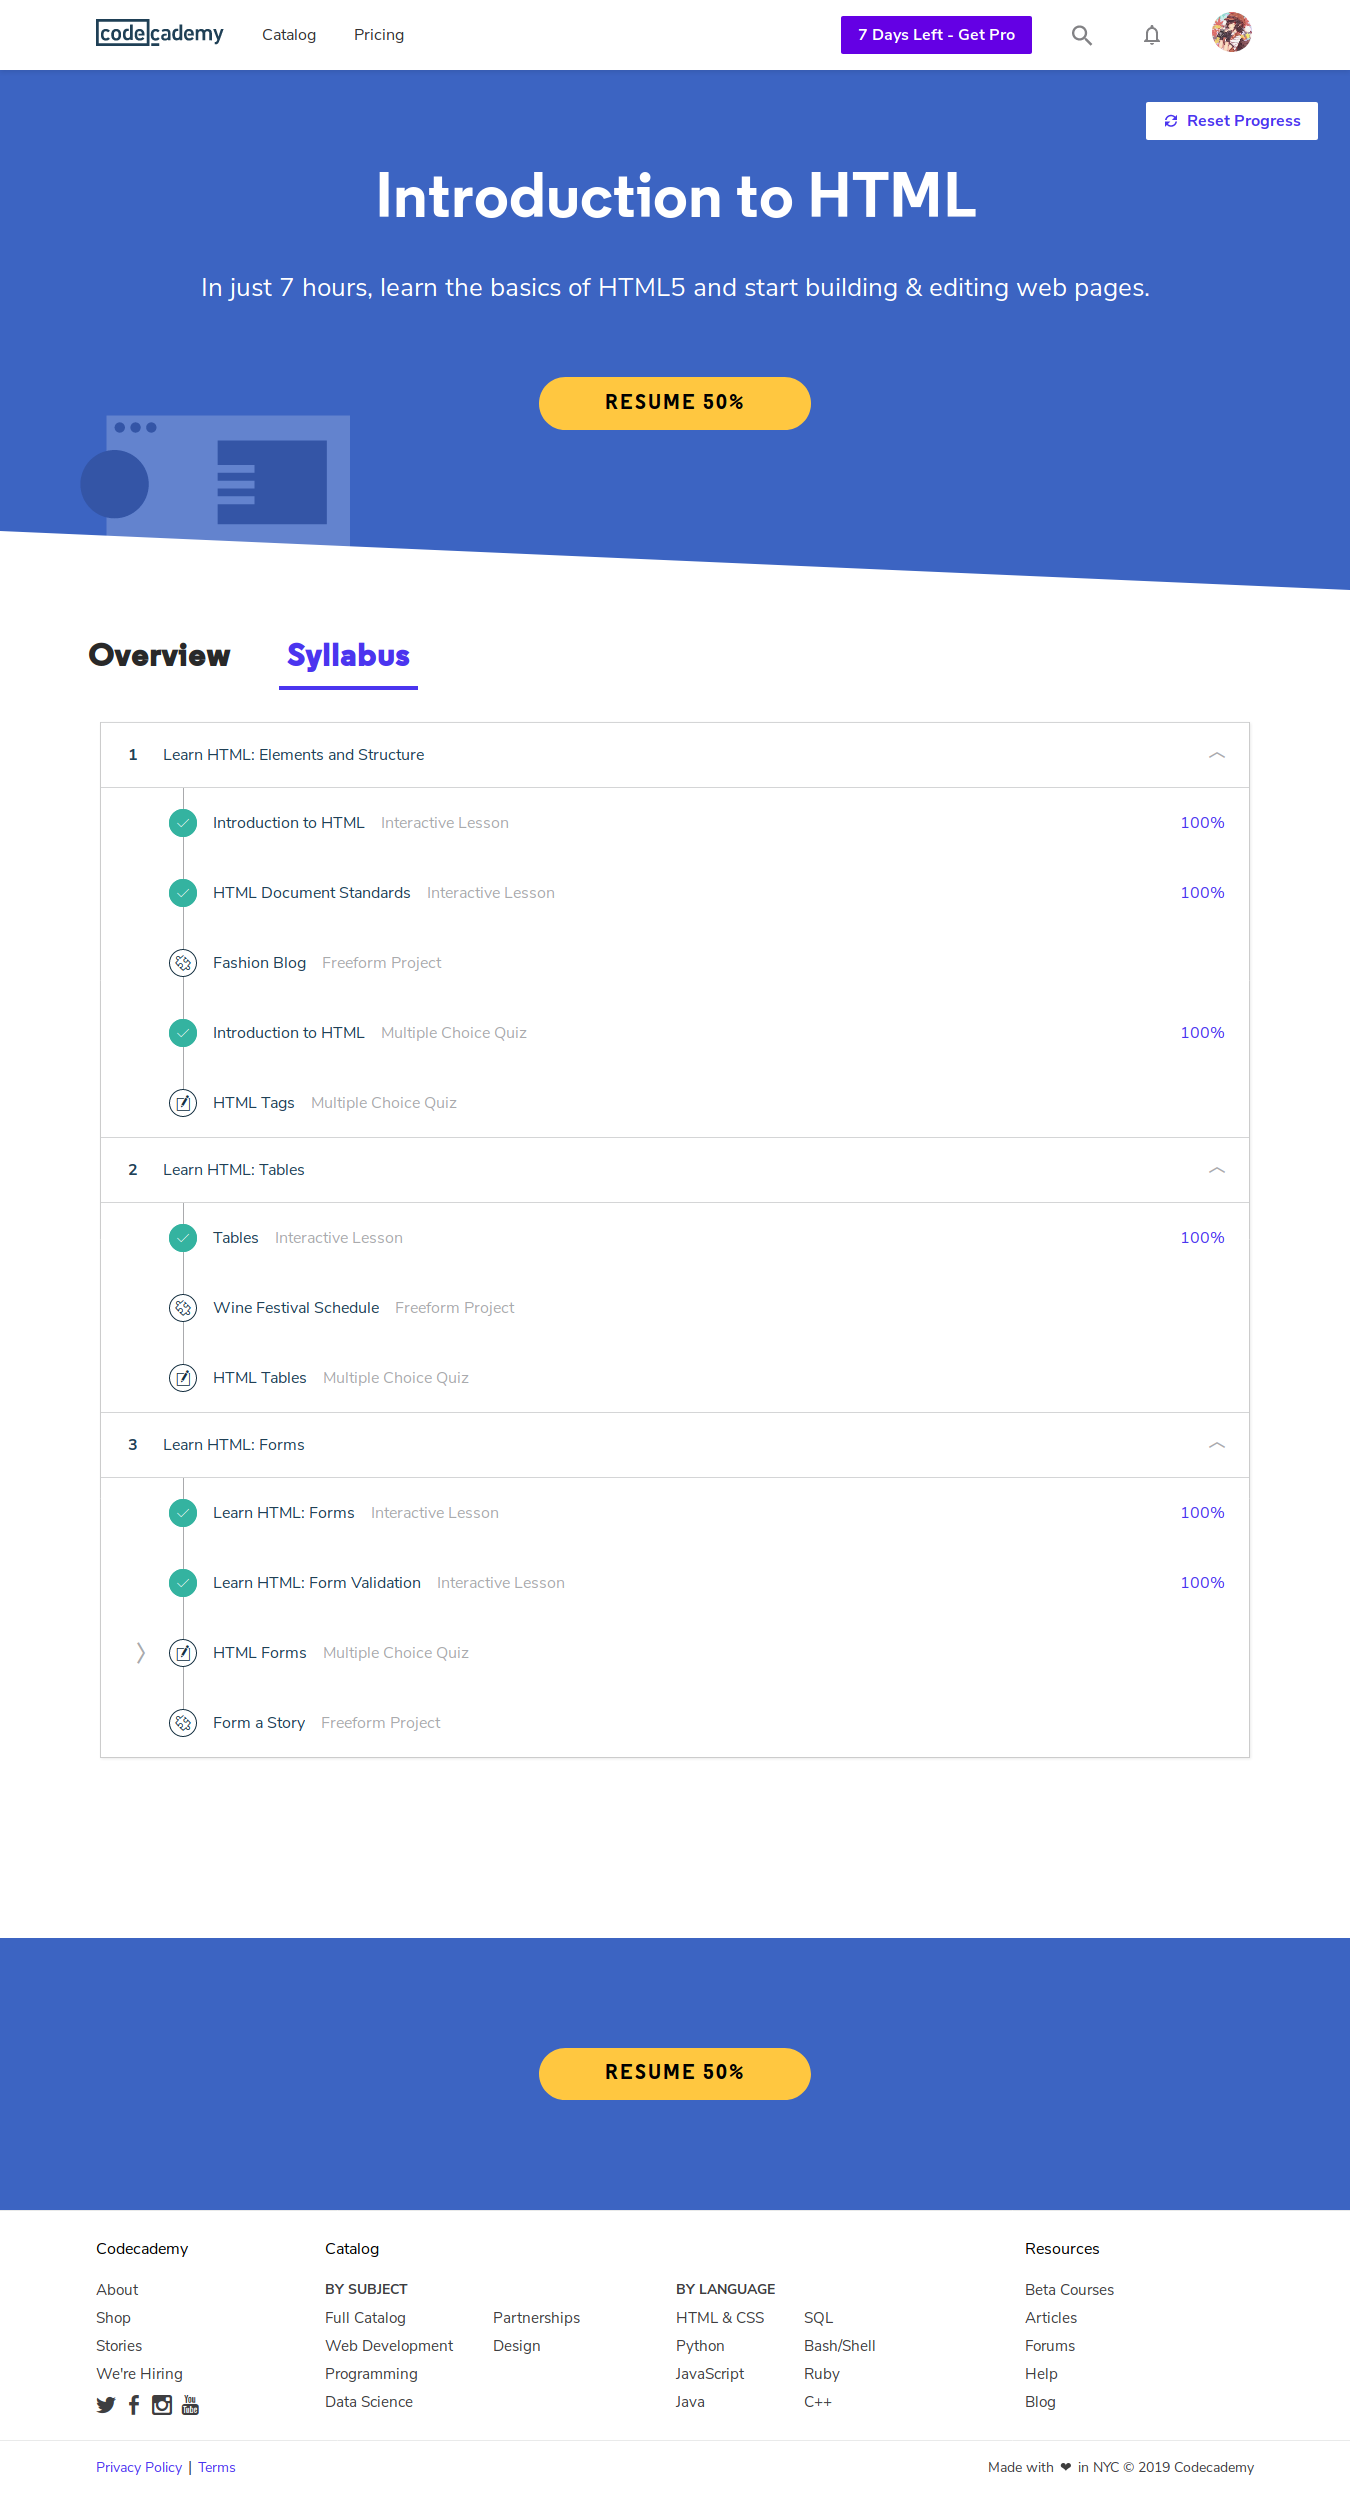 codecademy Catalog Pricing 7 Days Left - Get Pro
Reset Progress
Introduction to HTML
In just 7 hours, learn the basics of HTML5 and start building & editing web pages.
RESUME 50%
Overview Syllabus
1 Learn HTML: Elements and Structure
Introduction to HTML Interactive Lesson 100%
HTML Document Standards Interactive Lesson 100%
Fashion Blog Freeform Project
Introduction to HTML Multiple Choice Quiz 100%
HTML Tags Multiple Choice Quiz
2 Learn HTML: Tables
Tables Interactive Lesson 100%
Wine Festival Schedule Freeform Project
HTML Tables Multiple Choice Quiz
3 Learn HTML: Forms
Learn HTML: Forms Interactive Lesson 100%
Learn HTML: Form Validation Interactive Lesson 100%
HTML Forms Multiple Choice Quiz
Form a Story Freeform Project
RESUME 50%
Codecademy Catalog Resources
About BY SUBJECT BY LANGUAGE Beta Courses
Shop Full Catalog Partnerships HTML & CSS SQL Articles
Stories Web Development Design Python Bash/Shell Forums
We're Hiring Programming JavaScript Ruby Help
You Tube Data Science Java C++ Blog
Privacy Policy | Terms Made with ❤ in NYC © 2019 Codecademy